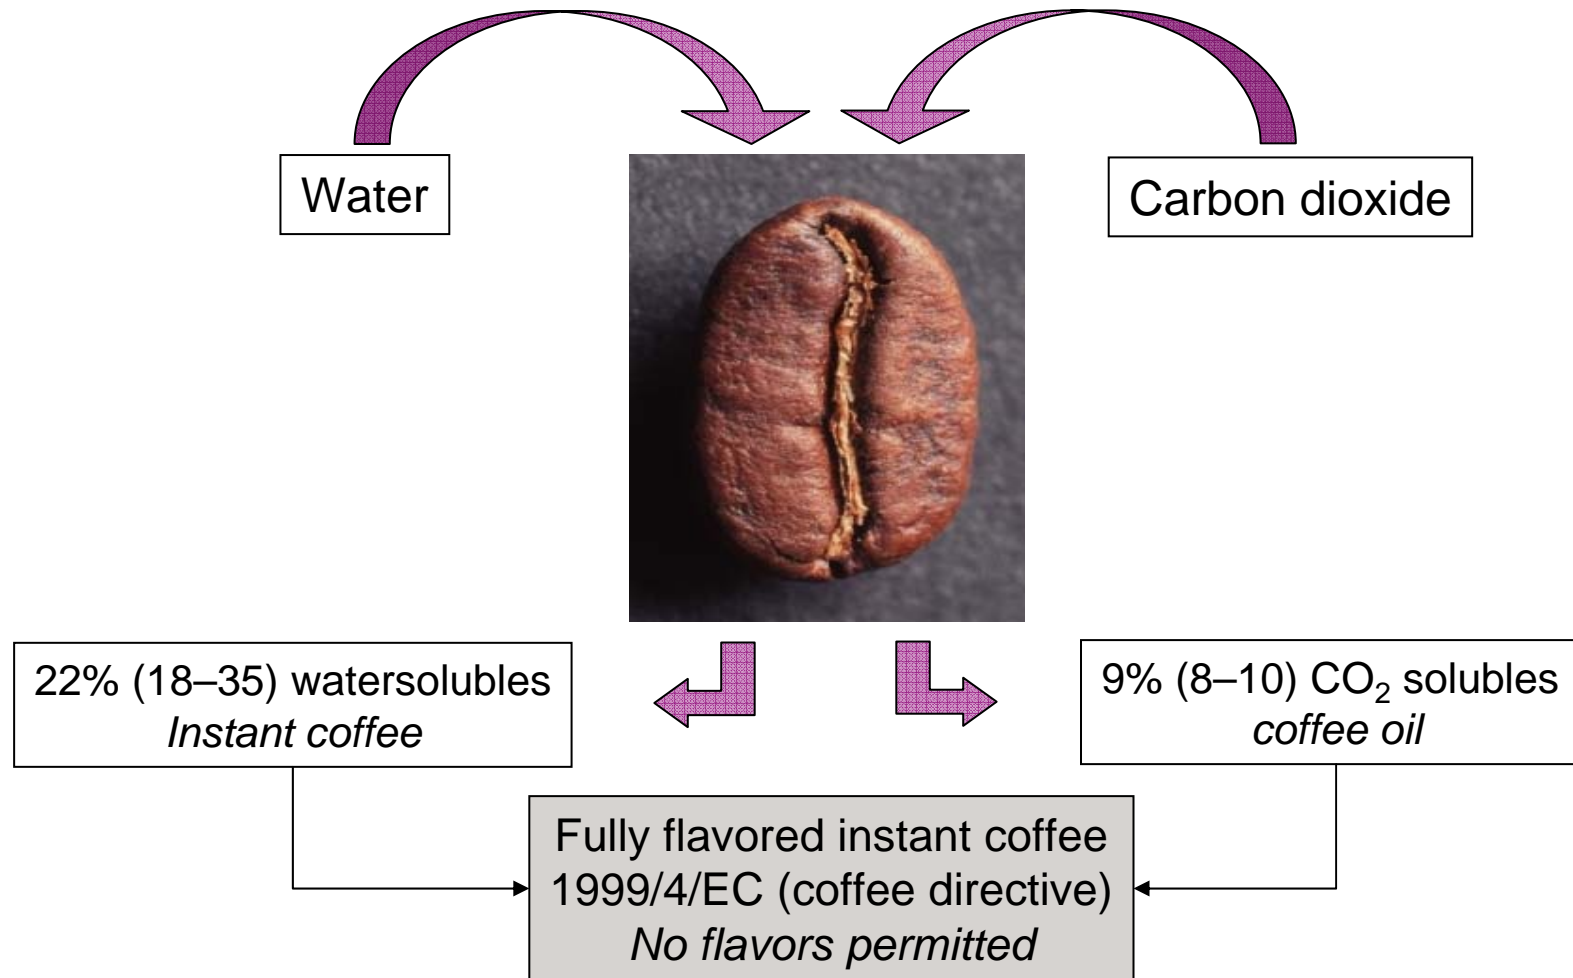 Water
Carbon dioxide
22% (18–35) watersolubles
Instant coffee
9% (8–10) CO₂ solubles
coffee oil
Fully flavored instant coffee
1999/4/EC (coffee directive)
No flavors permitted